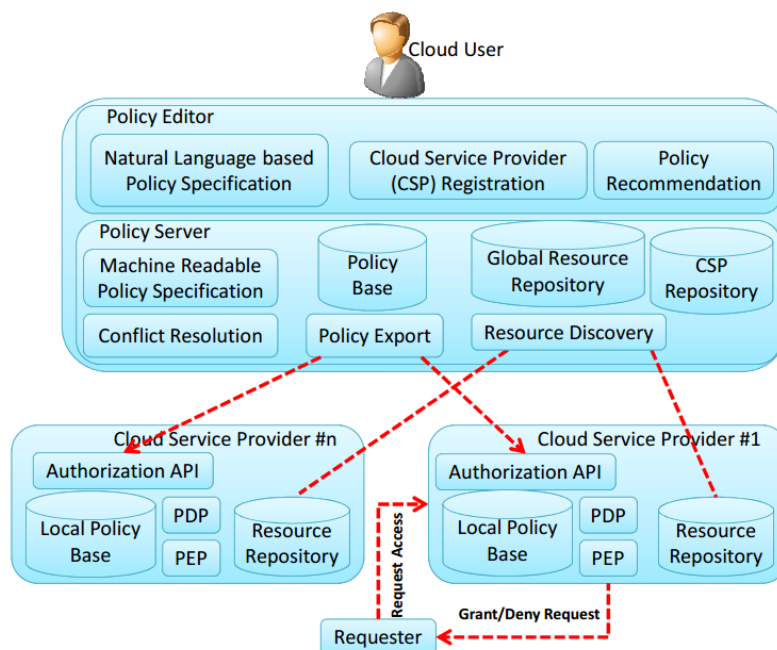 Cloud User
Policy Editor
Natural Language based
Policy Specification
Cloud Service Provider
(CSP) Registration
Policy
Recommendation
Policy Server
Machine Readable
Policy Specification
Policy
Base
Global Resource
Repository
CSP
Repository
Conflict Resolution
Policy Export
Resource Discovery
Cloud Service Provider #n
Authorization API
Local Policy
Base
PDP
PEP
Resource
Repository
Cloud Service Provider #1
Authorization API
Local Policy
Base
PDP
PEP
Resource
Repository
Request Access
Grant/Deny Request
Requester